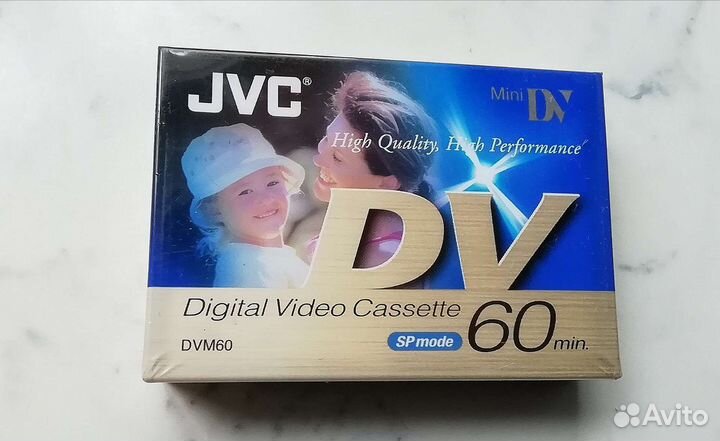 JVC®
Mini DV
High Quality, High Performance
DV
Digital Video Cassette
DVM60
SP mode
60 min.
Avito